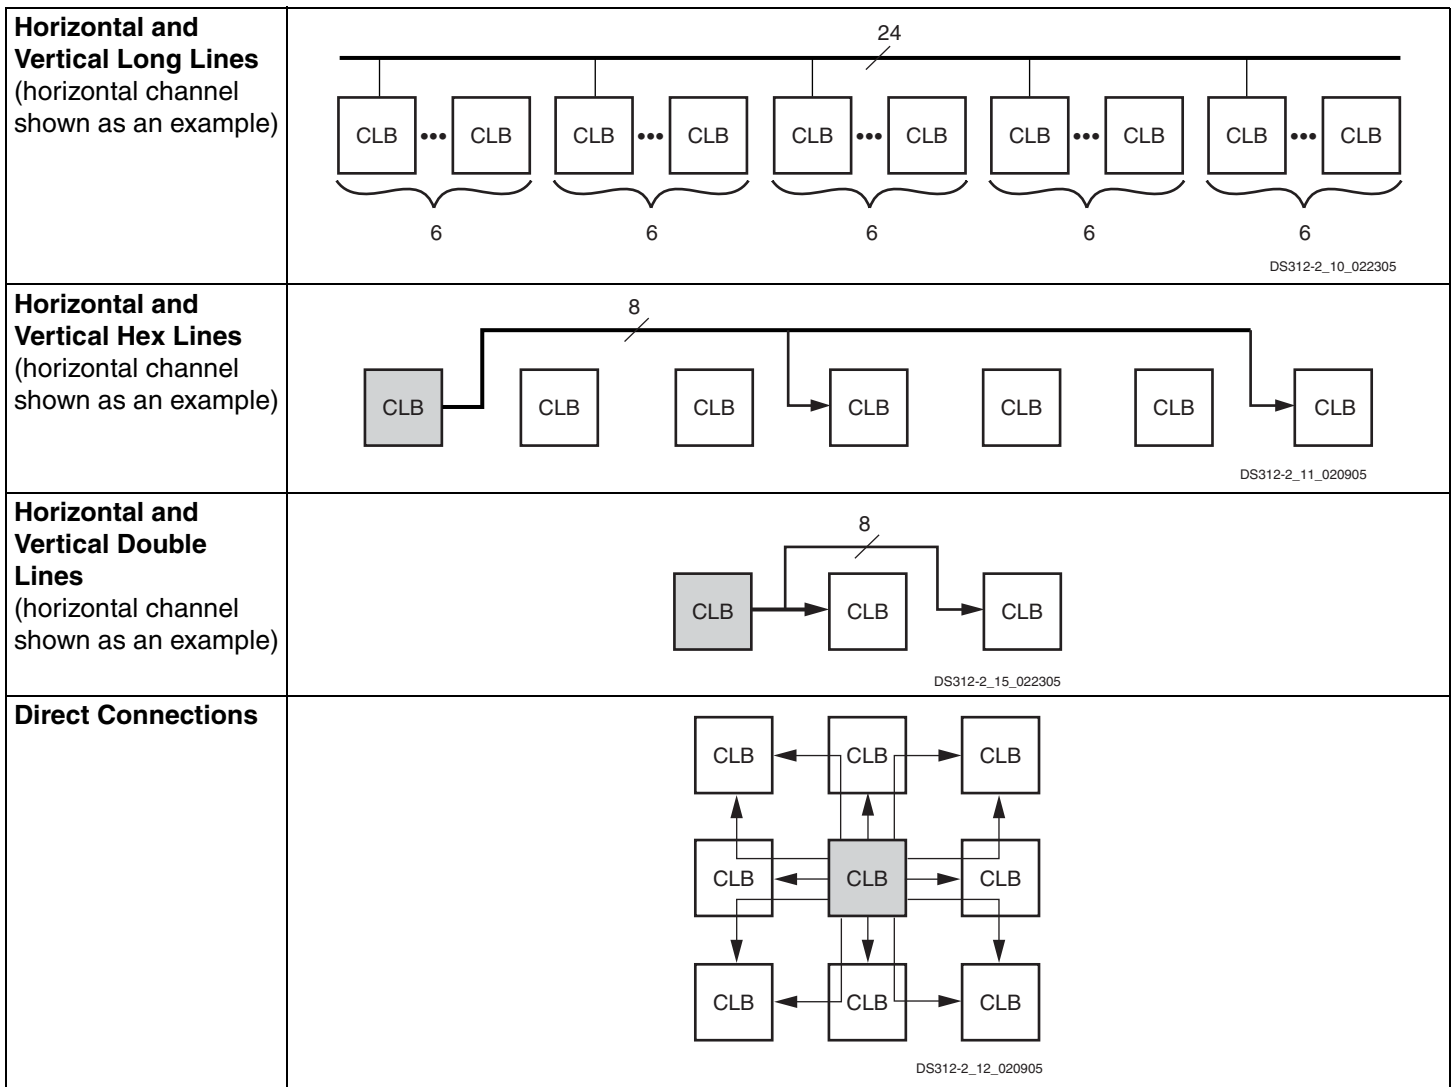 Horizontal and
Vertical Long Lines
(horizontal channel
shown as an example)
24
CLB ••• CLB CLB ••• CLB CLB ••• CLB CLB ••• CLB CLB ••• CLB
6 6 6 6 6
DS312-2_10_022305
Horizontal and
Vertical Hex Lines
(horizontal channel
shown as an example)
8
CLB CLB CLB CLB CLB CLB CLB
DS312-2_11_020905
Horizontal and
Vertical Double
Lines
(horizontal channel
shown as an example)
8
CLB CLB CLB
DS312-2_15_022305
Direct Connections
CLB CLB CLB
CLB CLB CLB
CLB CLB CLB
DS312-2_12_020905